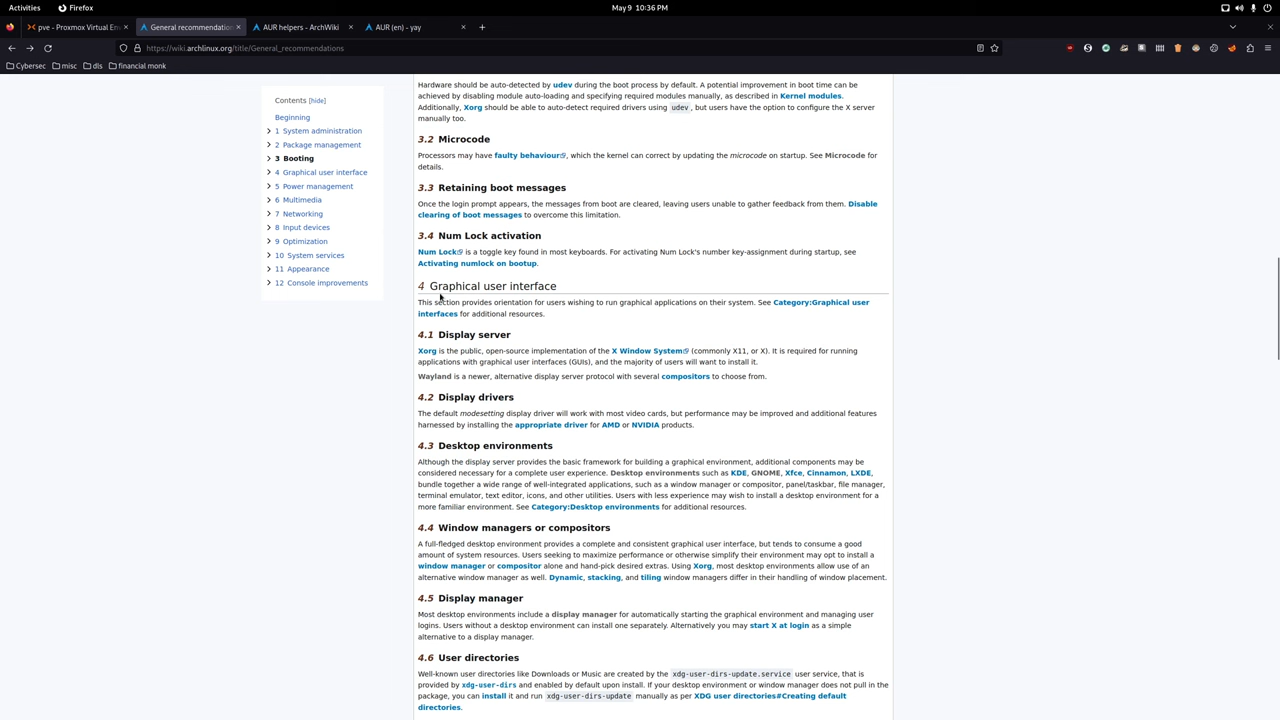 Activities
Firefox
May 9 10:36 PM
pve - Proxmox Virtual En
General recommendation
AUR helpers - ArchWiki
AUR (en) - yay
https://wiki.archlinux.org/title/General_recommendations
Cybersec
misc
dls
financial monk
Contents [hide]
Beginning
1 System administration
2 Package management
3 Booting
4 Graphical user interface
5 Power management
6 Multimedia
7 Networking
8 Input devices
9 Optimization
10 System services
11 Appearance
12 Console improvements
Hardware should be auto-detected by udev during the boot process by default. A potential improvement in boot time can be
achieved by disabling module auto-loading and specifying required modules manually, as described in Kernel modules.
Additionally, Xorg should be able to auto-detect required drivers using udev, but users have the option to configure the X server
manually too.
3.2 Microcode
Processors may have faulty behaviour, which the kernel can correct by updating the microcode on startup. See Microcode for
details.
3.3 Retaining boot messages
Once the login prompt appears, the messages from boot are cleared, leaving users unable to gather feedback from them. Disable
clearing of boot messages to overcome this limitation.
3.4 Num Lock activation
Num Lock is a toggle key found in most keyboards. For activating Num Lock's number key-assignment during startup, see
Activating numlock on bootup.
4 Graphical user interface
This section provides orientation for users wishing to run graphical applications on their system. See Category:Graphical user
interfaces for additional resources.
4.1 Display server
Xorg is the public, open-source implementation of the X Window System (commonly X11, or X). It is required for running
applications with graphical user interfaces (GUIs), and the majority of users will want to install it.
Wayland is a newer, alternative display server protocol with several compositors to choose from.
4.2 Display drivers
The default modesetting display driver will work with most video cards, but performance may be improved and additional features
harnessed by installing the appropriate driver for AMD or NVIDIA products.
4.3 Desktop environments
Although the display server provides the basic framework for building a graphical environment, additional components may be
considered necessary for a complete user experience. Desktop environments such as KDE, GNOME, Xfce, Cinnamon, LXDE,
bundle together a wide range of well-integrated applications, such as a window manager or compositor, panel/taskbar, file manager,
terminal emulator, text editor, icons, and other utilities. Users with less experience may wish to install a desktop environment for a
more familiar environment. See Category:Desktop environments for additional resources.
4.4 Window managers or compositors
A full-fledged desktop environment provides a complete and consistent graphical user interface, but tends to consume a good
amount of system resources. Users seeking to maximize performance or otherwise simplify their environment may opt to install a
window manager or compositor alone and hand-pick desired extras. Using Xorg, most desktop environments allow use of an
alternative window manager as well. Dynamic, stacking, and tiling window managers differ in their handling of window placement.
4.5 Display manager
Most desktop environments include a display manager for automatically starting the graphical environment and managing user
logins. Users without a desktop environment can install one separately. Alternatively you may start X at login as a simple
alternative to a display manager.
4.6 User directories
Well-known user directories like Downloads or Music are created by the xdg-user-dirs-update.service user service, that is
provided by xdg-user-dirs and enabled by default upon install. If your desktop environment or window manager does not pull in the
package, you can install it and run xdg-user-dirs-update manually as per XDG user directories#Creating default
directories.